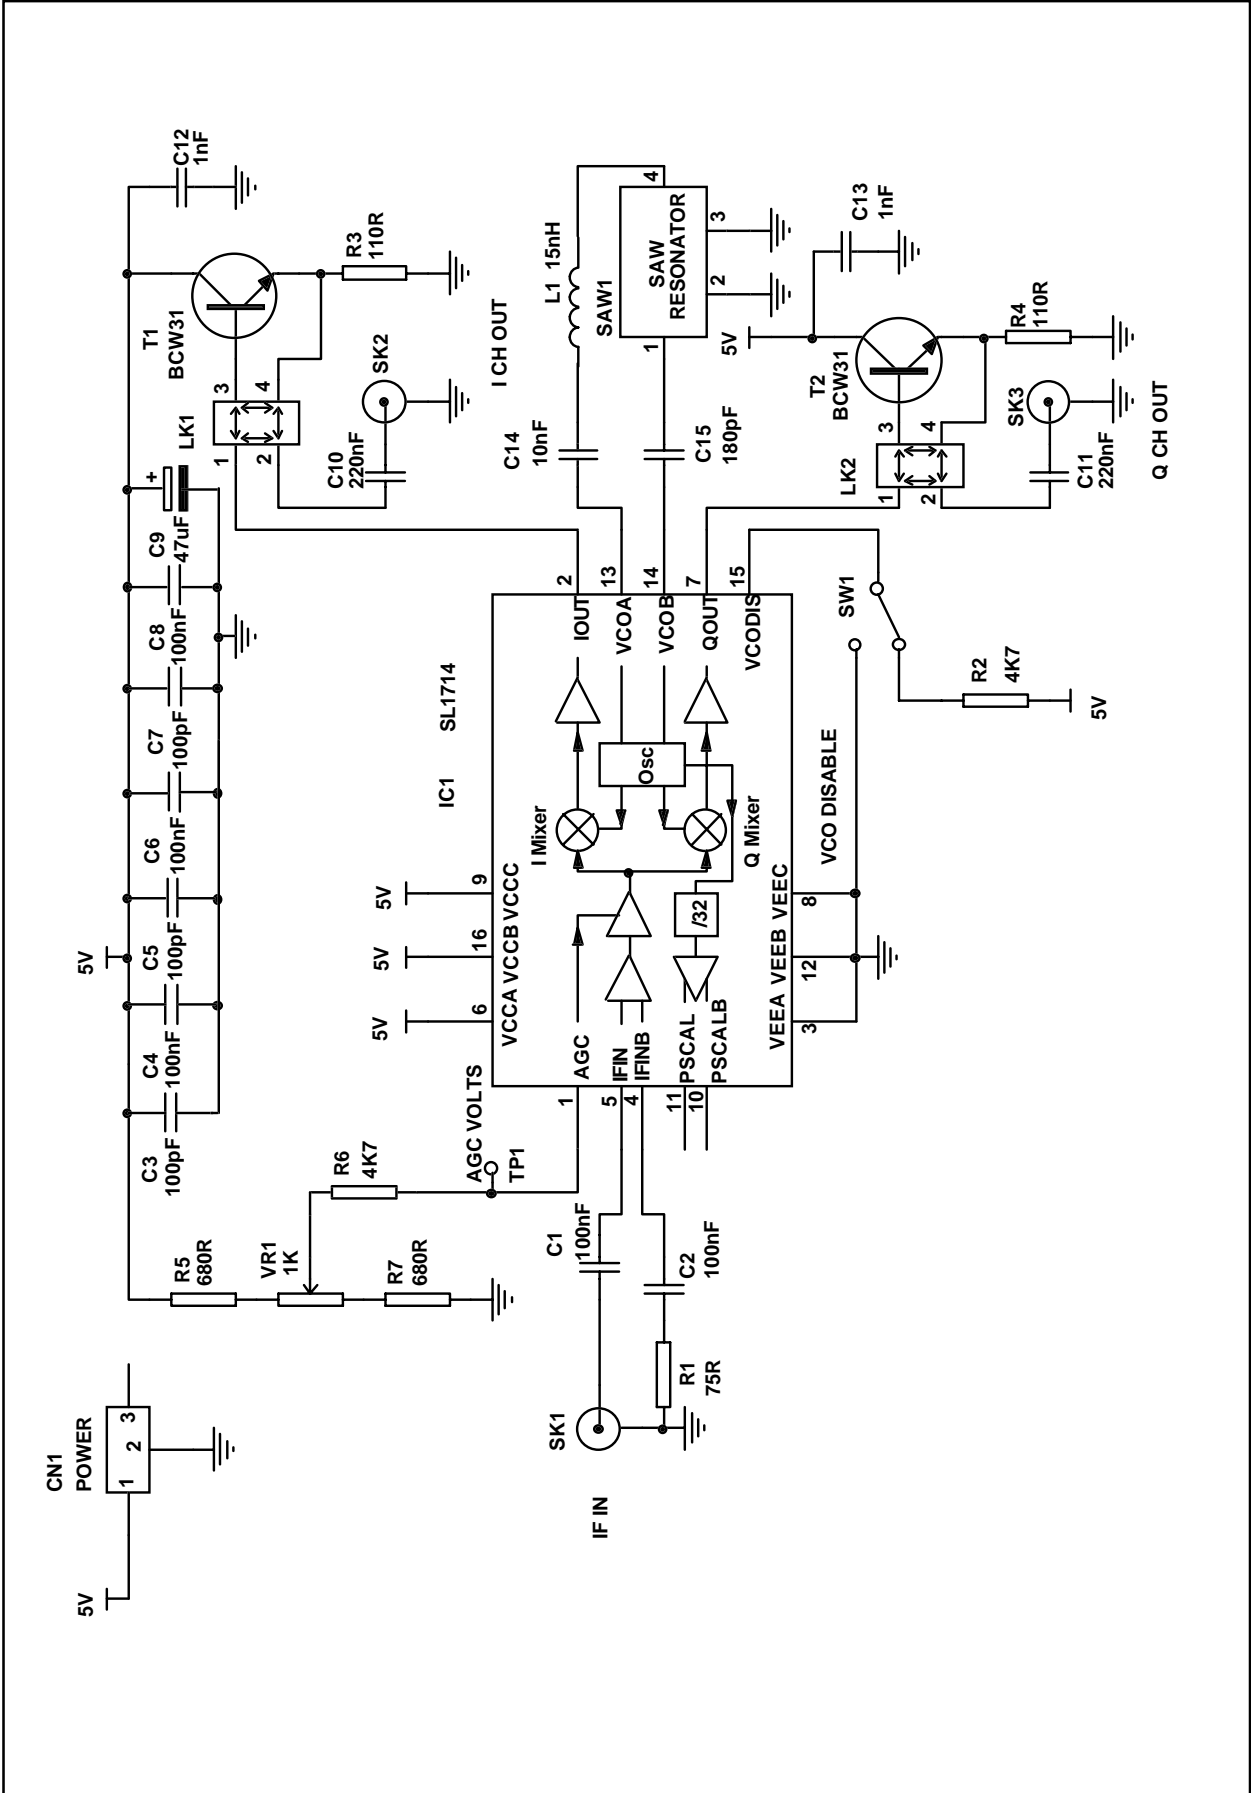 CN1
POWER
5V
1
2
3
R5
680R
VR1
1K
R7
680R
R6
4K7
AGC VOLTS
TP1
5V
C3
100pF
C4
100nF
C5
100pF
C6
100nF
C7
100pF
C8
100nF
C9
47uF
+
LK1
1
2
3
4
T1
BCW31
C12
1nF
R3
110R
SK2
C10
220nF
I CH OUT
IF IN
SK1
C1
100nF
R1
75R
C2
100nF
IC1
SL1714
5V
5V
5V
6
16
9
VCCA
VCCB
VCCC
1
5
4
11
10
AGC
IFIN
IFINB
PSCAL
PSCALB
I Mixer
Osc
Q Mixer
/32
IOUT
VCOA
VCOB
QOUT
VCODIS
2
13
14
7
15
VEEA
VEEB
VEEC
3
12
8
C14
10nF
L1 15nH
SAW1
SAW
RESONATOR
1
4
2
3
C15
180pF
5V
T2
BCW31
C13
1nF
R4
110R
LK2
1
2
3
4
SK3
C11
220nF
Q CH OUT
VCO DISABLE
SW1
R2
4K7
5V